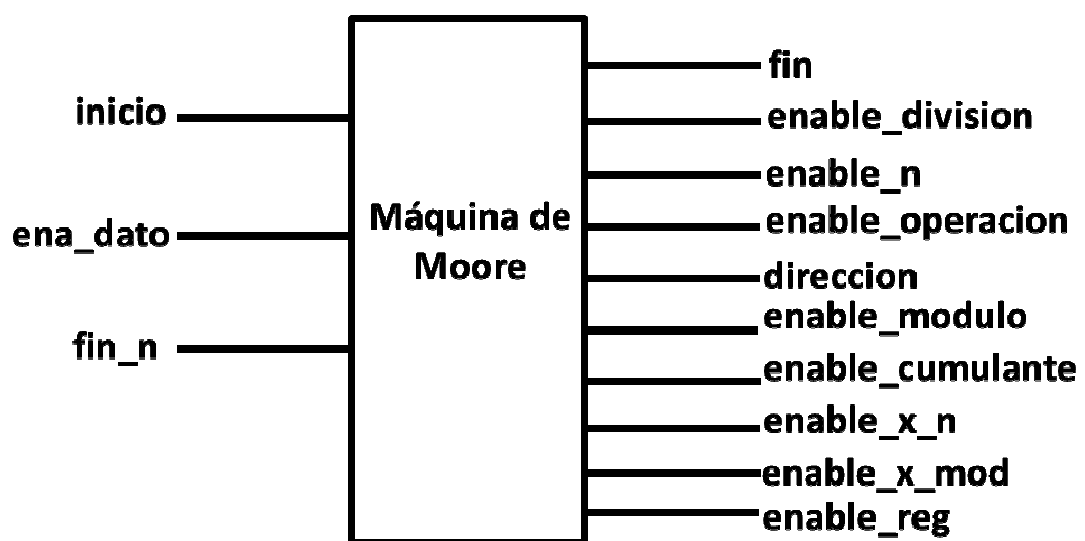 inicio
ena_dato
fin_n
Máquina de
Moore
fin
enable_division
enable_n
enable_operacion
direccion
enable_modulo
enable_cumulante
enable_x_n
enable_x_mod
enable_reg